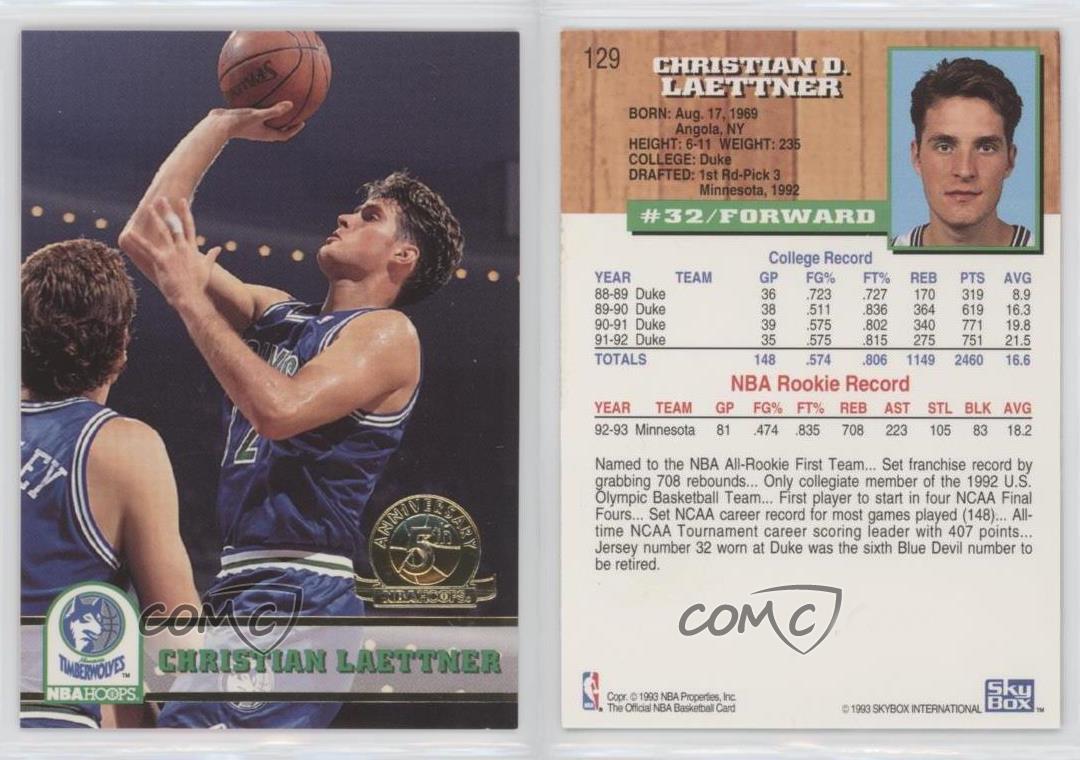 SPALDING
LEY
2
ANNIVERSARY
5th
NBA HOOPS®
TIMBERWOLVES™
NBA HOOPS®
CHRISTIAN LAETTNER
COMC
129
CHRISTIAN D.
LAETTNER
BORN: Aug. 17, 1969
Angola, NY
HEIGHT: 6-11 WEIGHT: 235
COLLEGE: Duke
DRAFTED: 1st Rd-Pick 3
Minnesota, 1992
#32/FORWARD
College Record
YEAR TEAM GP FG% FT% REB PTS AVG
88-89 Duke 36 .723 .727 170 319 8.9
89-90 Duke 38 .511 .836 364 619 16.3
90-91 Duke 39 .575 .802 340 771 19.8
91-92 Duke 35 .575 .815 275 751 21.5
TOTALS 148 .574 .806 1149 2460 16.6
NBA Rookie Record
YEAR TEAM GP FG% FT% REB AST STL BLK AVG
92-93 Minnesota 81 .474 .835 708 223 105 83 18.2
Named to the NBA All-Rookie First Team... Set franchise record by
grabbing 708 rebounds... Only collegiate member of the 1992 U.S.
Olympic Basketball Team... First player to start in four NCAA Final
Fours... Set NCAA career record for most games played (148)... All-
time NCAA Tournament career scoring leader with 407 points...
Jersey number 32 worn at Duke was the sixth Blue Devil number to
be retired.
COMC
NBA
Copr. © 1993 NBA Properties, Inc.
The Official NBA Basketball Card
© 1993 SKYBOX INTERNATIONAL
Sky
Box™